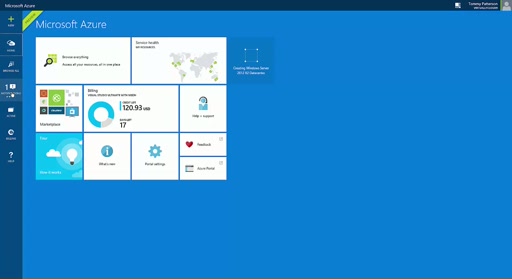 Microsoft Azure
Tommy Patterson
Microsoft Azure
NEW
HOME
BROWSE ALL
NOTIFICATIONS
BILLING
HELP
Browse everything
Access all your resources, all in one place
Service Health
MY RESOURCES
Creating Windows Server
2012 R2 Datacenter
Marketplace
Billing
CREDIT LEFT
120.93 USD
DAYS LEFT
17
Help + support
Tour
How it works
What's new
Portal settings
Feedback
Azure Portal